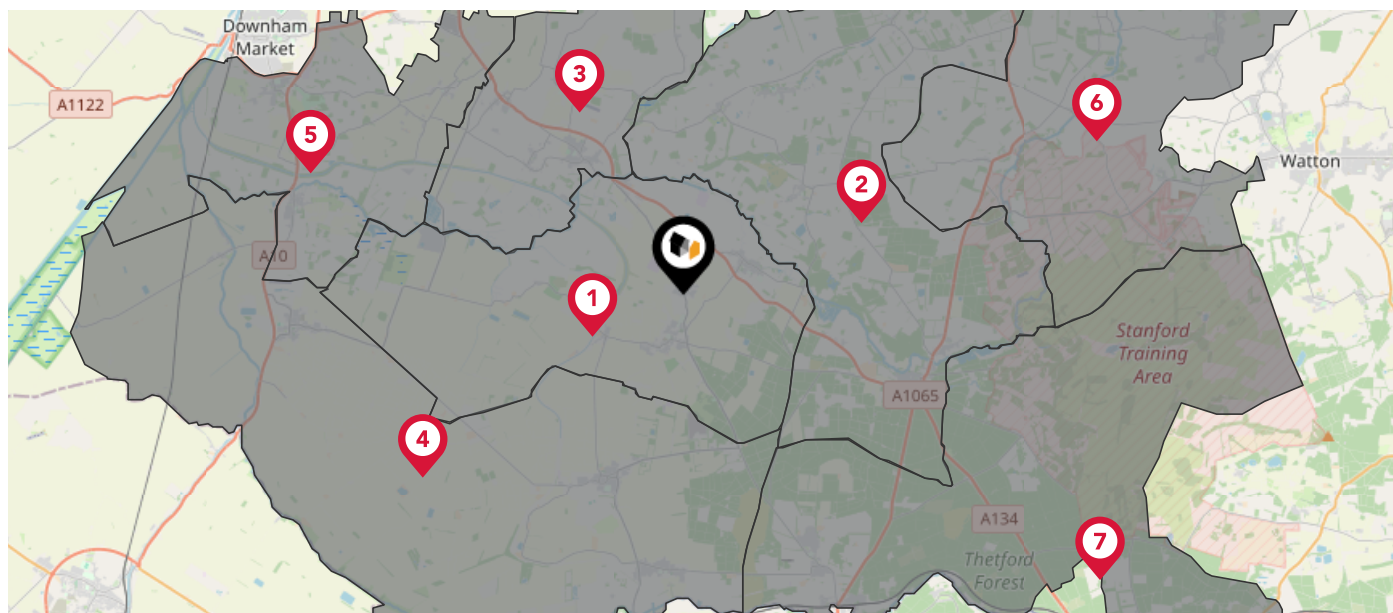 Downham
Market
3
A1122
6
5
Watton
2
A10
1
Stanford
Training
Area
A1065
4
A134
7
Thetford
Forest